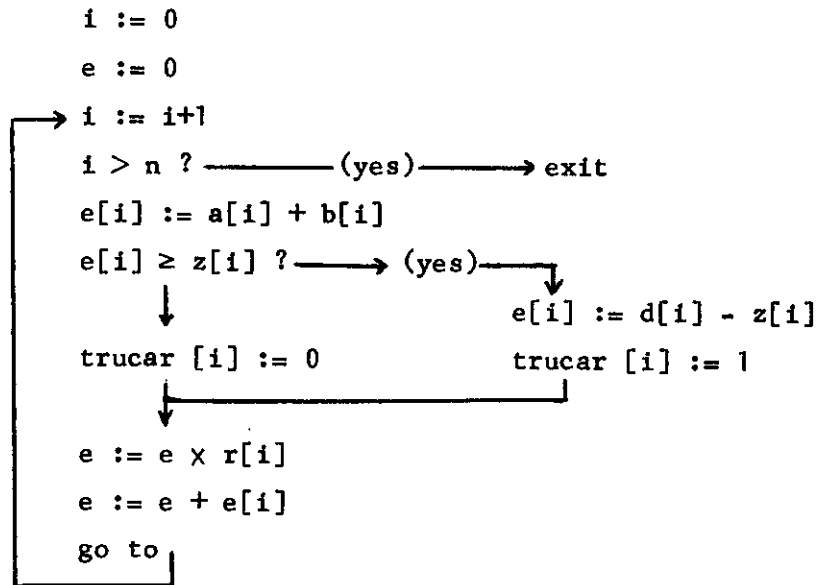 i := 0
e := 0
i := i+1
i > n ? (yes) exit
e[i] := a[i] + b[i]
e[i] ≥ z[i] ? (yes)
e[i] := d[i] - z[i]
trucar [i] := 0 trucar [i] := 1
e := e x r[i]
e := e + e[i]
go to